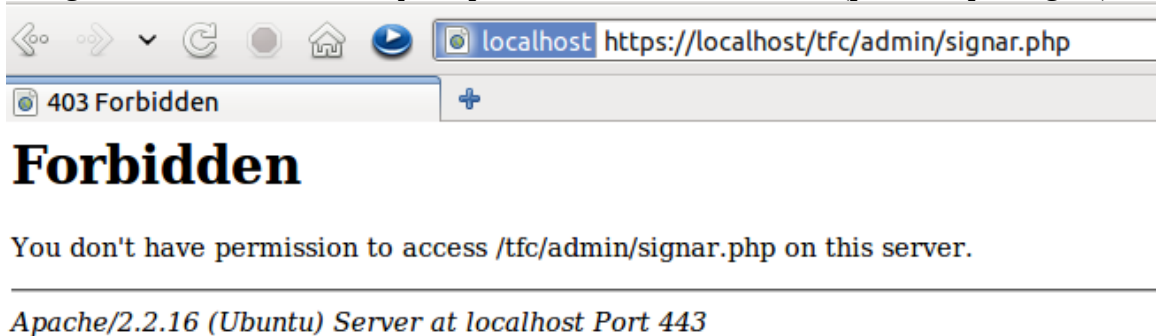 localhost https://localhost/tfc/admin/signar.php
403 Forbidden
Forbidden
You don't have permission to access /tfc/admin/signar.php on this server.
Apache/2.2.16 (Ubuntu) Server at localhost Port 443